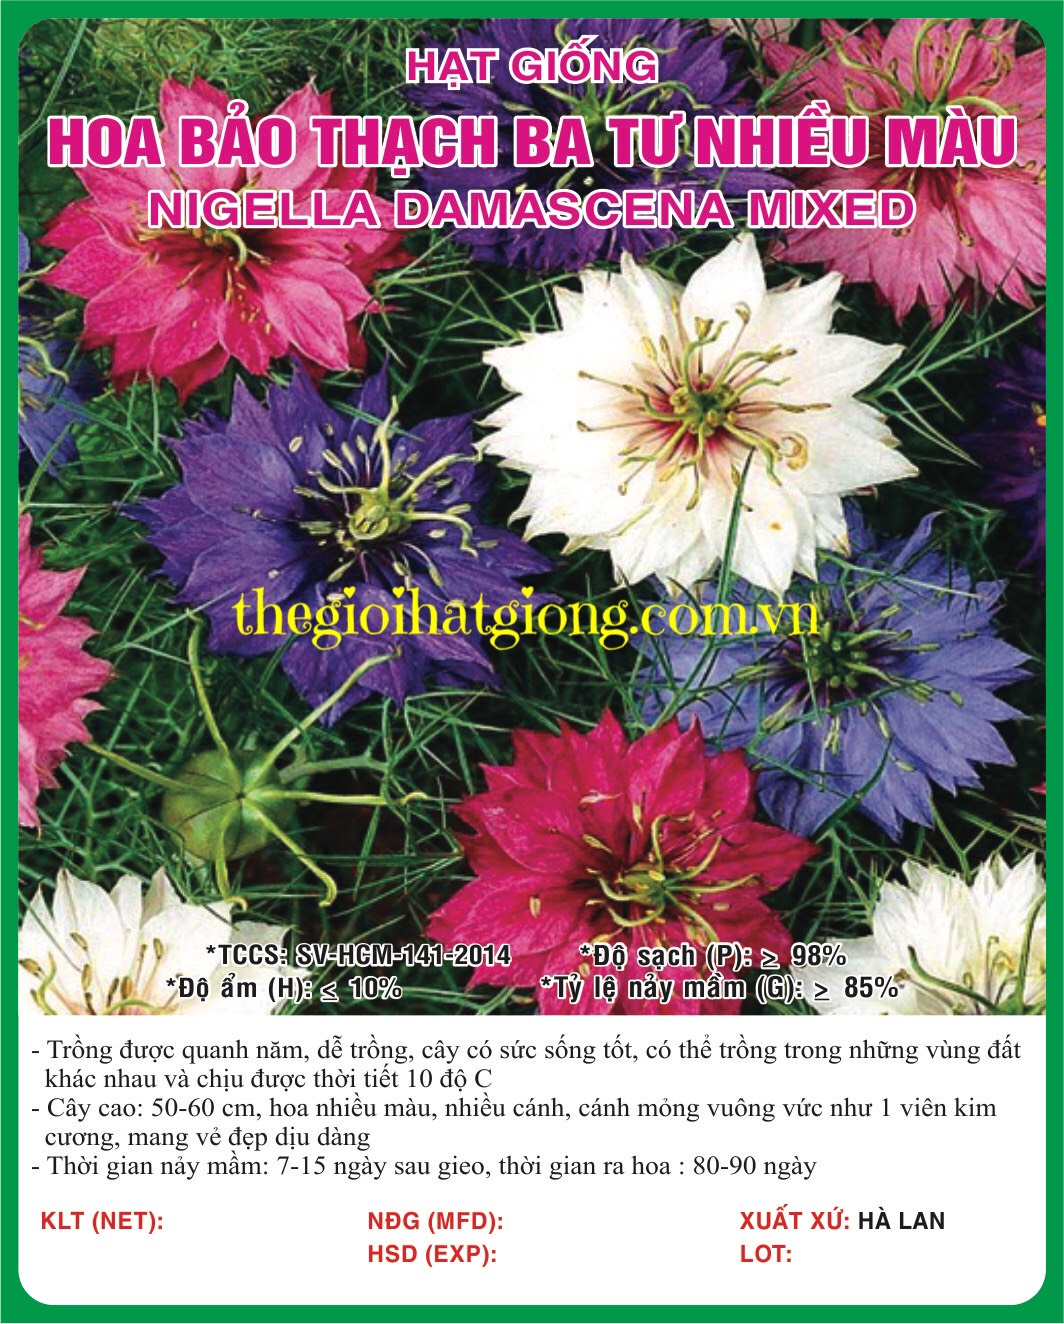 HẠT GIỐNG
HOA BẢO THẠCH BA TƯ NHIỀU MÀU
NIGELLA DAMASCENA MIXED
thegioihatgiong.com.vn
*TCCS: SV-HCM-141-2014 *Độ sạch (P): ≥ 98%
*Độ ẩm (H): ≤ 10% *Tỷ lệ nảy mầm (G): ≥ 85%
- Trồng được quanh năm, dễ trồng, cây có sức sống tốt, có thể trồng trong những vùng đất
khác nhau và chịu được thời tiết 10 độ C
- Cây cao: 50-60 cm, hoa nhiều màu, nhiều cánh, cánh mỏng vuông vức như 1 viên kim
cương, mang vẻ đẹp dịu dàng
- Thời gian nảy mầm: 7-15 ngày sau gieo, thời gian ra hoa : 80-90 ngày
KLT (NET): NĐG (MFD): XUẤT XỨ: HÀ LAN
HSD (EXP): LOT: